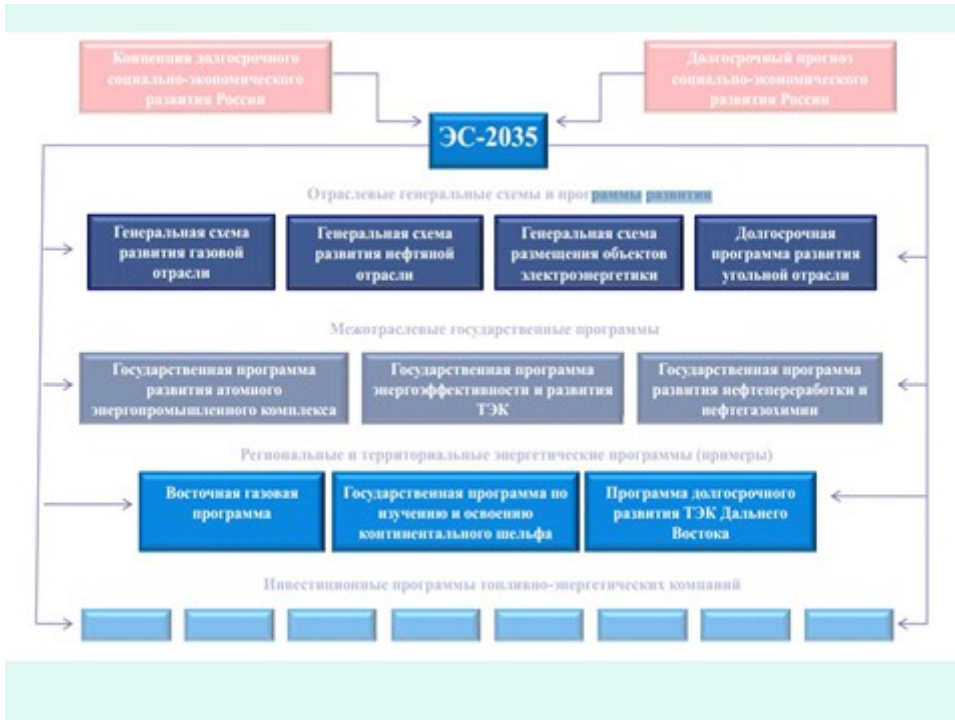 Концепция долгосрочного
социально-экономического
развития России
Долгосрочный прогноз
социально-экономического
развития России
ЭС-2035
Отраслевые генеральные схемы и программы развития
Генеральная схема
развития газовой
отрасли
Генеральная схема
развития нефтяной
отрасли
Генеральная схема
размещения объектов
электроэнергетики
Долгосрочная
программа развития
угольной отрасли
Межотраслевые государственные программы
Государственная программа
развития атомного
энергопромышленного комплекса
Государственная программа
энергоэффективности и развития
ТЭК
Государственная программа
развития нефтепереработки и
нефтегазохимии
Региональные и территориальные энергетические программы (примеры)
Восточная газовая
программа
Государственная программа по
изучению и освоению
континентального шельфа
Программа долгосрочного
развития ТЭК Дальнего
Востока
Инвестиционные программы топливно-энергетических компаний